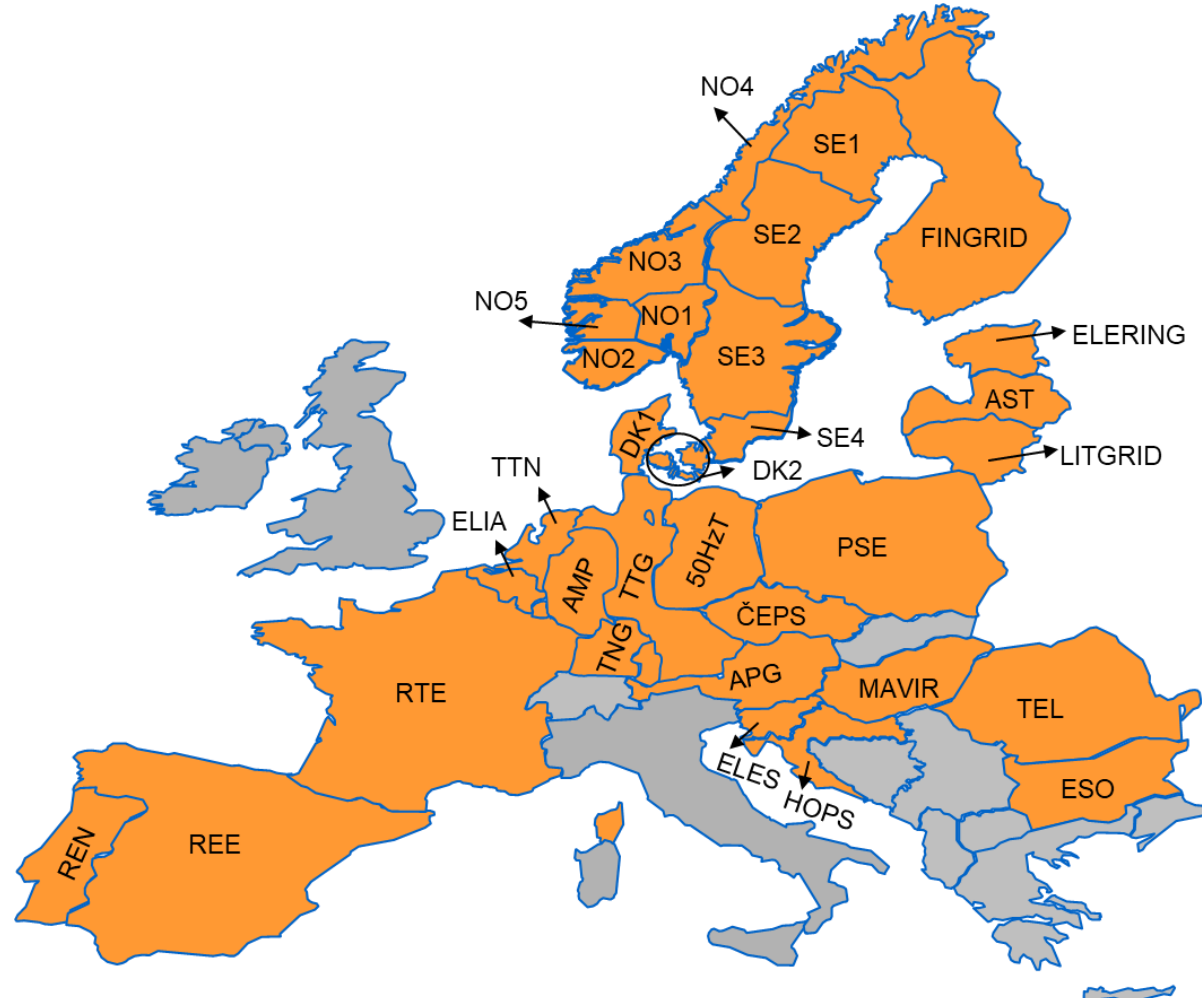 NO4
SE1
SE2
FINGRID
NO3
NO5
NO1
NO2
SE3
ELERING
AST
DK1
SE4
LITGRID
DK2
TTN
ELIA
AMP
TTG
50HzT
PSE
ČEPS
TNG
APG
RTE
MAVIR
TEL
ELES
HOPS
ESO
REN
REE